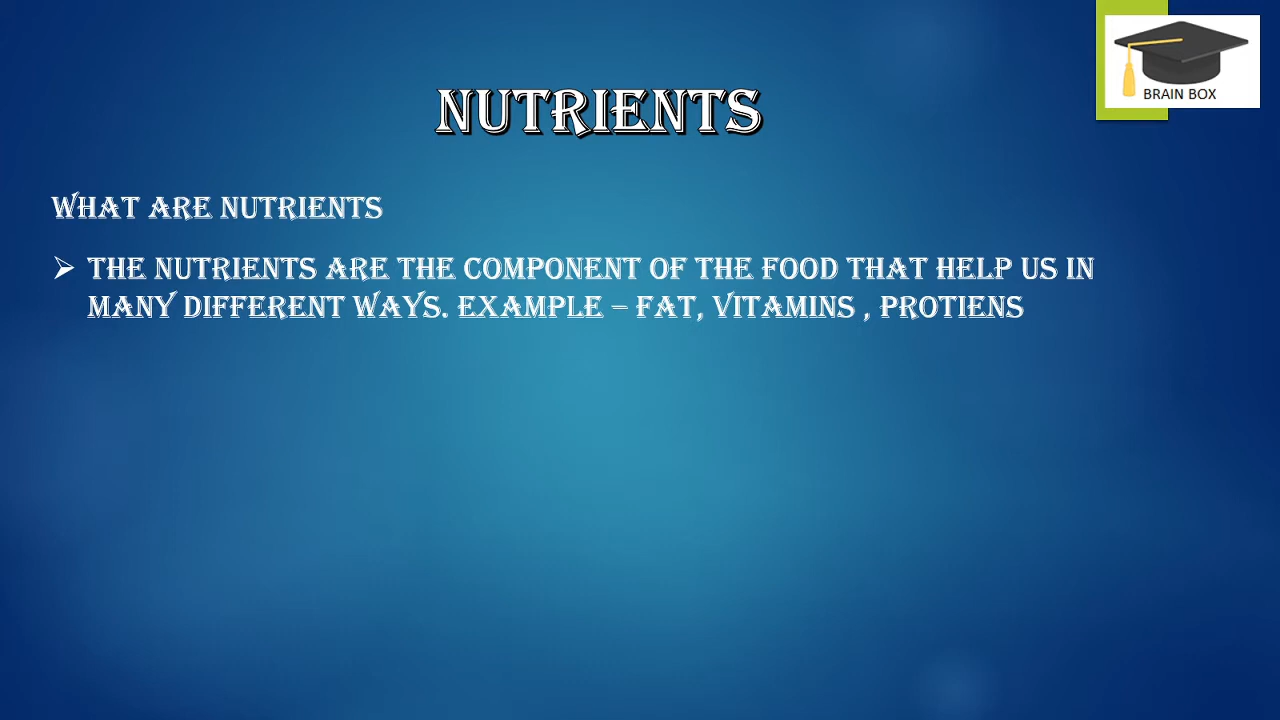 BRAIN BOX
NUTRIENTS
WHAT ARE NUTRIENTS
➢ THE NUTRIENTS ARE THE COMPONENT OF THE FOOD THAT HELP US IN
MANY DIFFERENT WAYS. EXAMPLE – FAT, VITAMINS , PROTIENS